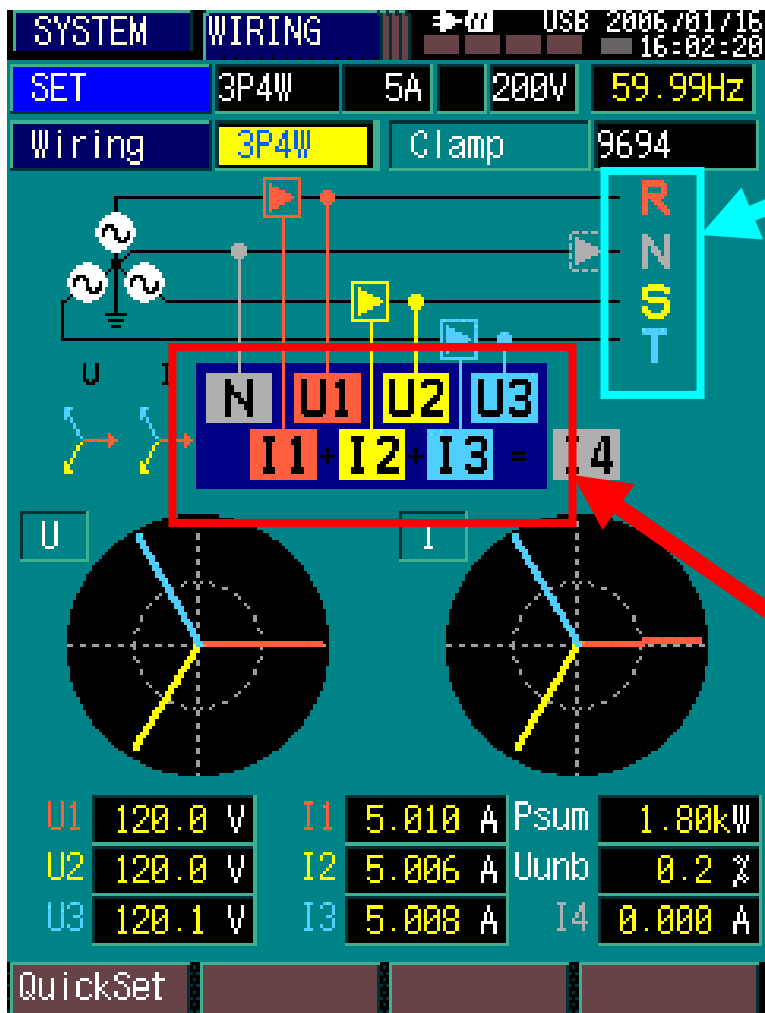 SYSTEM WIRING USB 2006/01/16
16:02:20
SET 3P4W 5A 200V 59.99Hz
Wiring 3P4W Clamp 9694
R
N
S
T
U I
N U1 U2 U3
I1+I2+I3 = I4
U I
U1 120.0 V I1 5.010 A Psum 1.80kW
U2 120.0 V I2 5.006 A Uunb 0.2 %
U3 120.1 V I3 5.008 A I4 0.000 A
QuickSet